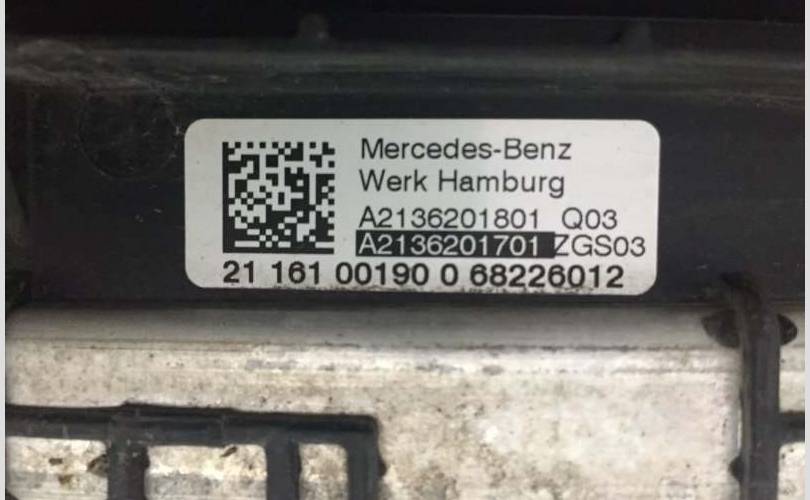 Mercedes-Benz
Werk Hamburg
A2136201801 Q03
A2136201701 ZGS03
21 161 00190 0 68226012